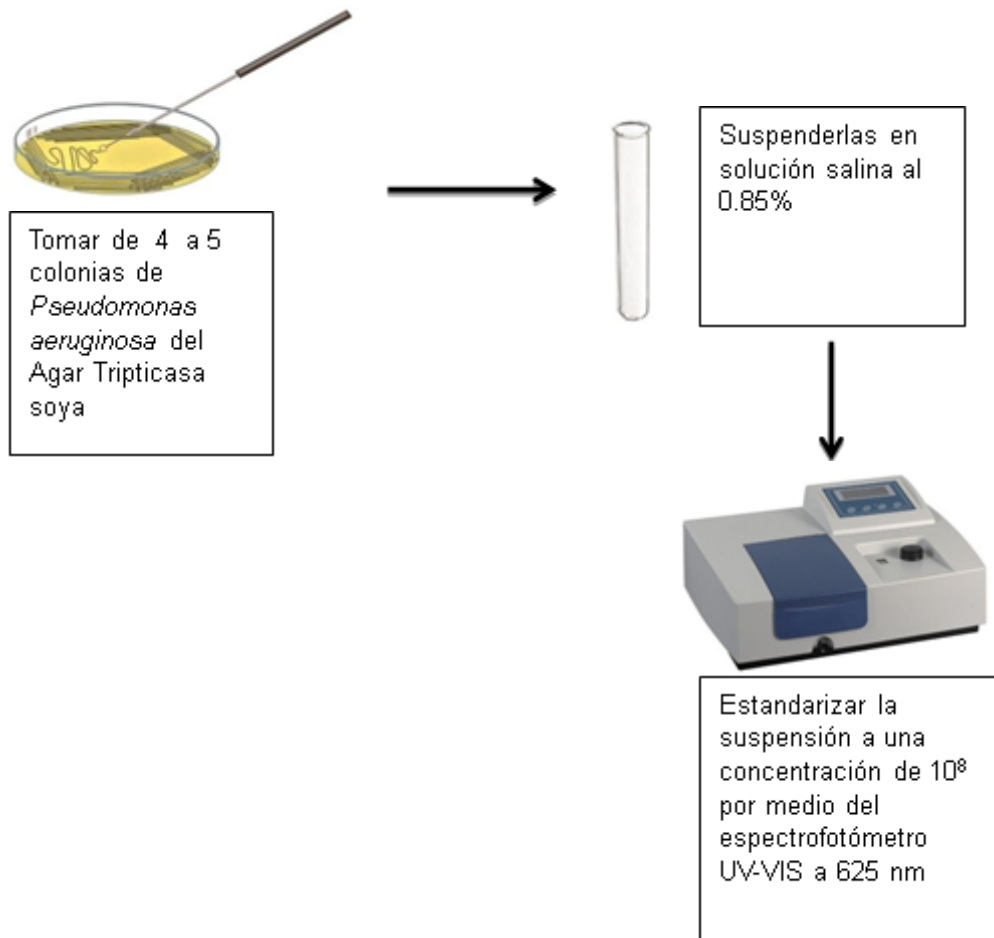 Tomar de 4 a 5
colonias de
Pseudomonas
aeruginosa del
Agar Tripticasa
soya
Suspenderlas en
solución salina al
0.85%
Estandarizar la
suspensión a una
concentración de 10⁸
por medio del
espectrofotómetro
UV-VIS a 625 nm